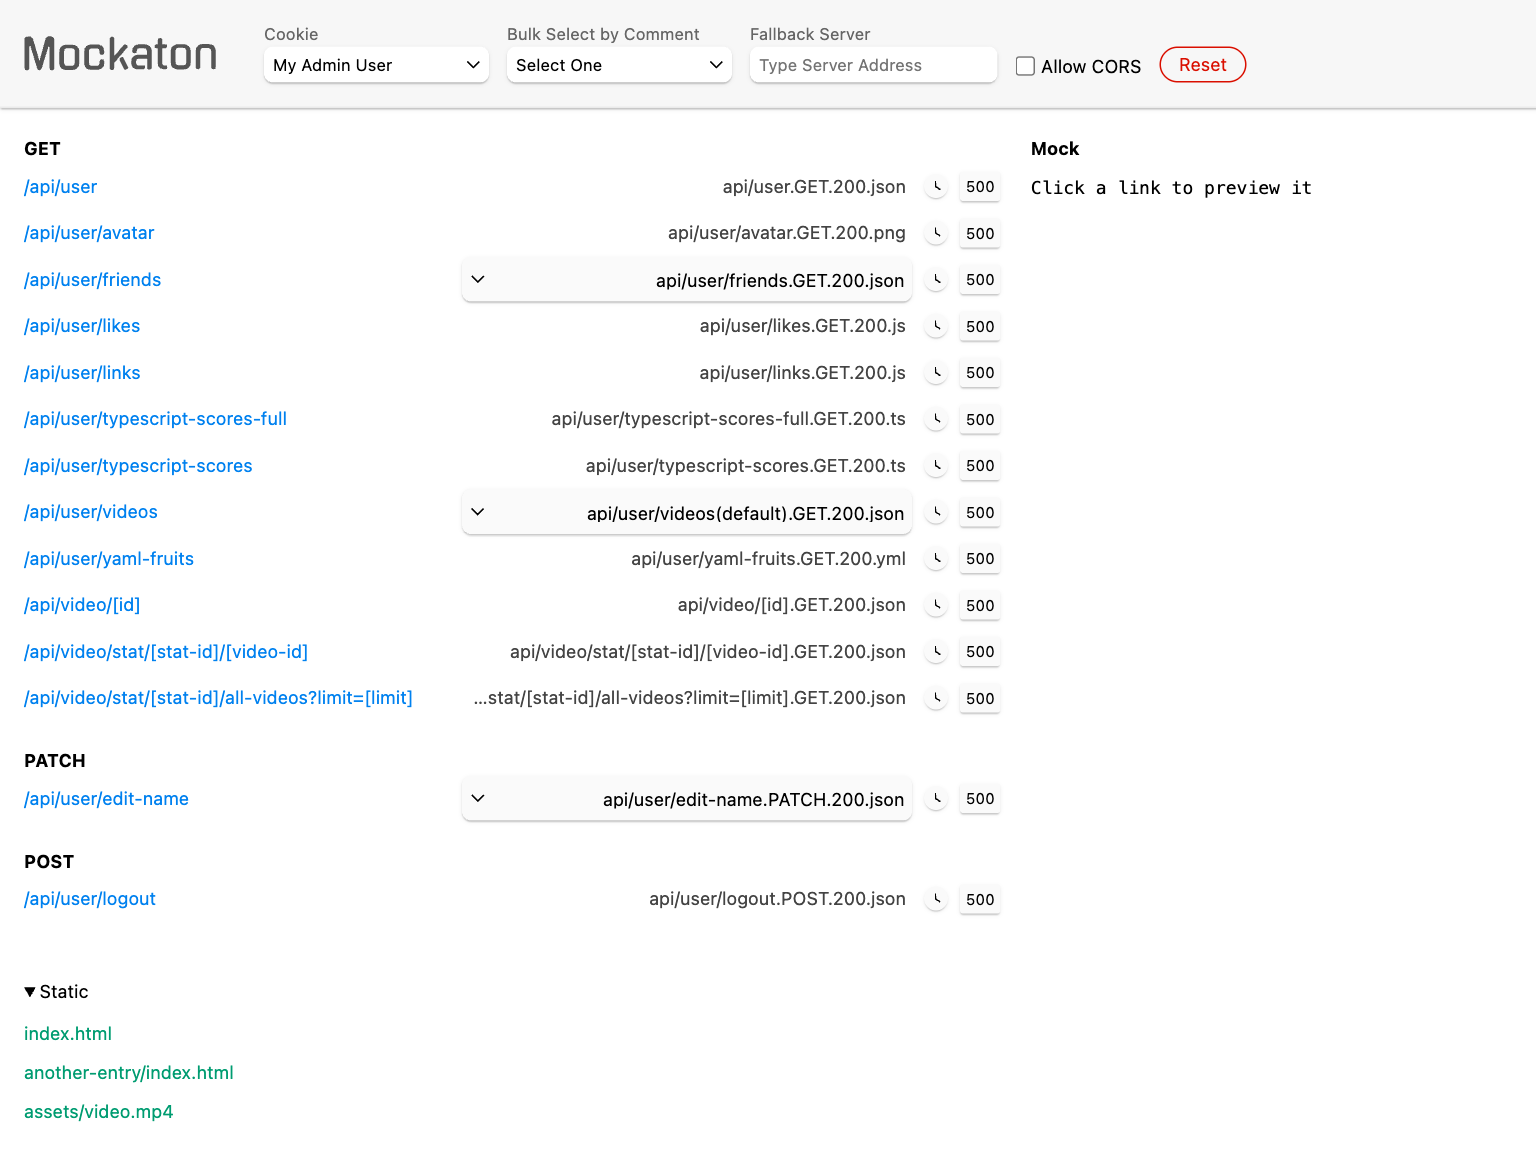 Mockaton
Cookie
My Admin User
Bulk Select by Comment
Select One
Fallback Server
Type Server Address
Allow CORS
Reset
GET
/api/user api/user.GET.200.json 500
/api/user/avatar api/user/avatar.GET.200.png 500
/api/user/friends api/user/friends.GET.200.json 500
/api/user/likes api/user/likes.GET.200.js 500
/api/user/links api/user/links.GET.200.js 500
/api/user/typescript-scores-full api/user/typescript-scores-full.GET.200.ts 500
/api/user/typescript-scores api/user/typescript-scores.GET.200.ts 500
/api/user/videos api/user/videos(default).GET.200.json 500
/api/user/yaml-fruits api/user/yaml-fruits.GET.200.yml 500
/api/video/[id] api/video/[id].GET.200.json 500
/api/video/stat/[stat-id]/[video-id] api/video/stat/[stat-id]/[video-id].GET.200.json 500
/api/video/stat/[stat-id]/all-videos?limit=[limit] ...stat/[stat-id]/all-videos?limit=[limit].GET.200.json 500
PATCH
/api/user/edit-name api/user/edit-name.PATCH.200.json 500
POST
/api/user/logout api/user/logout.POST.200.json 500
Static
index.html
another-entry/index.html
assets/video.mp4
Mock
Click a link to preview it